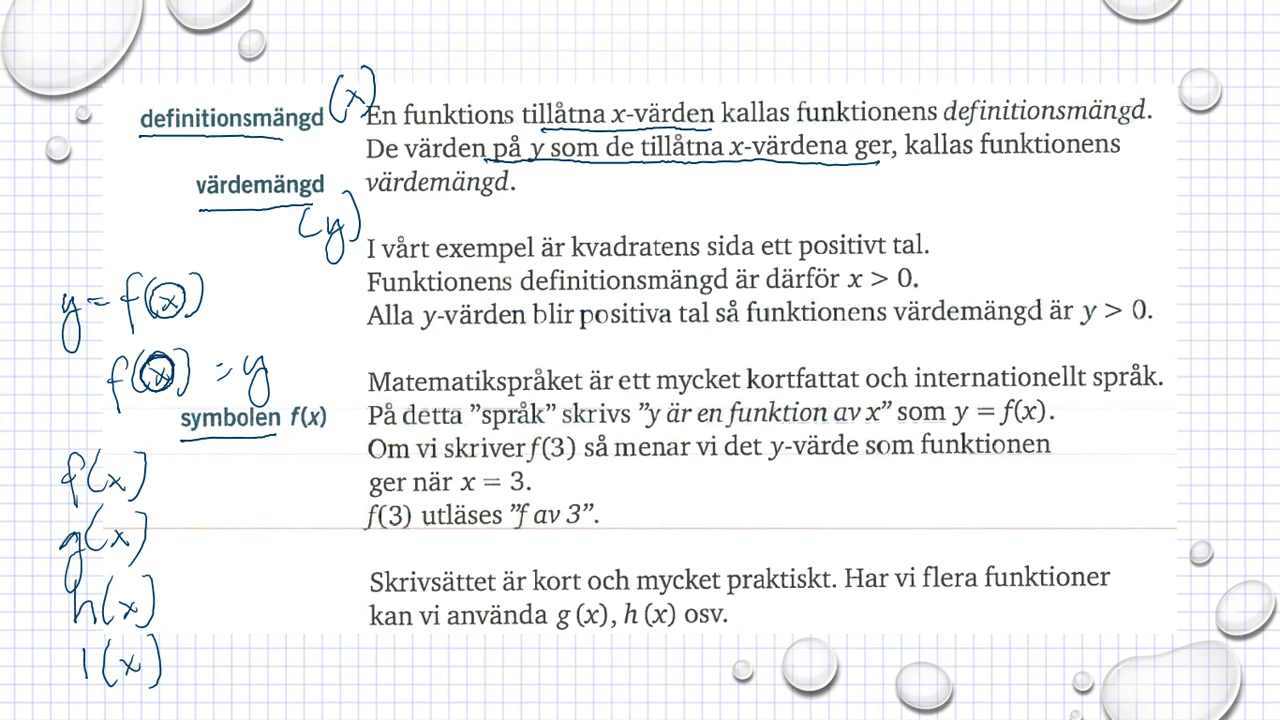 definitionsmängd (x) En funktions tillåtna x-värden kallas funktionens definitionsmängd.
De värden på y som de tillåtna x-värdena ger, kallas funktionens
värdemängd värdemängd.
(y)
I vårt exempel är kvadratens sida ett positivt tal.
Funktionens definitionsmängd är därför x > 0.
y = f(x)
Alla y-värden blir positiva tal så funktionens värdemängd är y > 0.
f(x) = y
Matematikspråket är ett mycket kortfattat och internationellt språk.
symbolen f(x) På detta ”språk” skrivs ”y är en funktion av x” som y = f(x).
Om vi skriver f(3) så menar vi det y-värde som funktionen
f(x)
ger när x = 3.
f(3) utläses ”f av 3”.
g(x)
Skrivsättet är kort och mycket praktiskt. Har vi flera funktioner
h(x)
kan vi använda g (x), h (x) osv.
l(x)